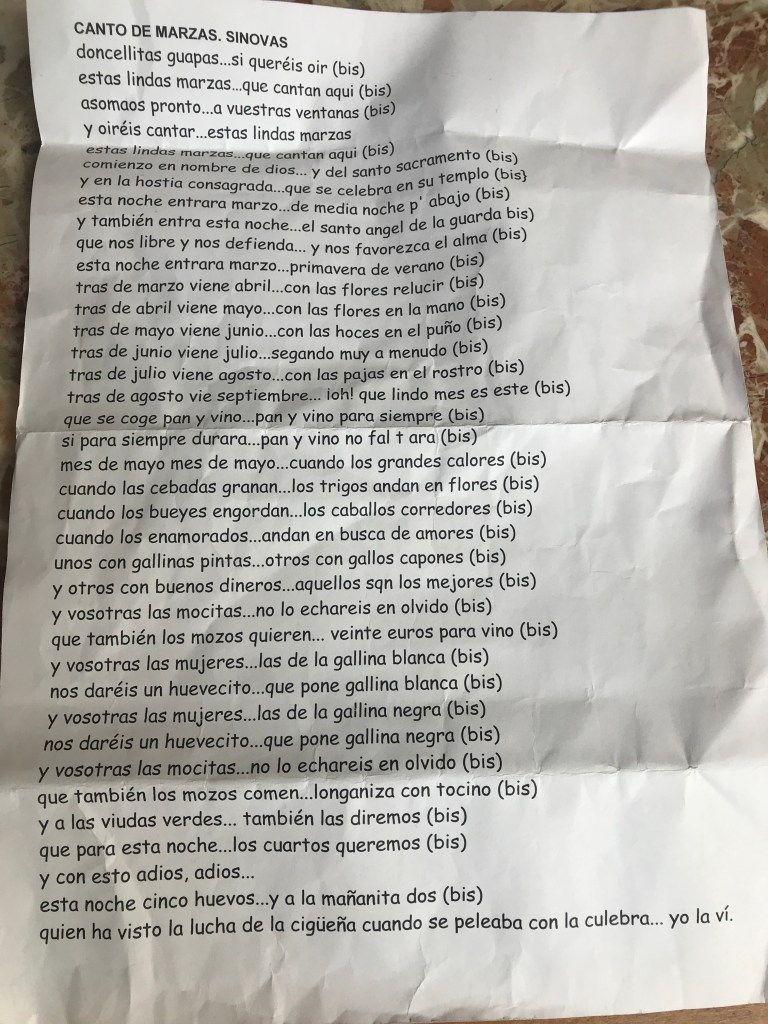 CANTO DE MARZAS. SINOVAS
doncellitas guapas...si queréis oir (bis)
estas lindas marzas...que cantan aqui (bis)
asomaos pronto...a vuestras ventanas (bis)
y oiréis cantar...estas lindas marzas
estas lindas marzas...que cantan aqui (bis)
comienzo en nombre de dios... y del santo sacramento (bis)
y en la hostia consagrada...que se celebra en su templo (bis}
esta noche entrara marzo...de media noche p' abajo (bis)
y también entra esta noche...el santo angel de la guarda bis)
que nos libre y nos defienda... y nos favorezca el alma (bis)
esta noche entrara marzo...primavera de verano (bis)
tras de marzo viene abril...con las flores relucir (bis)
tras de abril viene mayo...con las flores en la mano (bis)
tras de mayo viene junio...con las hoces en el puño (bis)
tras de junio viene julio...segando muy a menudo (bis)
tras de julio viene agosto...con las pajas en el rostro (bis)
tras de agosto vie septiembre... ioh! que lindo mes es este (bis)
que se coge pan y vino...pan y vino para siempre (bis)
si para siempre durara...pan y vino no fal t ara (bis)
mes de mayo mes de mayo...cuando los grandes calores (bis)
cuando las cebadas granan...los trigos andan en flores (bis)
cuando los bueyes engordan...los caballos corredores (bis)
cuando los enamorados...andan en busca de amores (bis)
unos con gallinas pintas...otros con gallos capones (bis)
y otros con buenos dineros...aquellos sqn los mejores (bis)
y vosotras las mocitas...no lo echareis en olvido (bis)
que también los mozos quieren... veinte euros para vino (bis)
y vosotras las mujeres...las de la gallina blanca (bis)
nos daréis un huevecito...que pone gallina blanca (bis)
y vosotras las mujeres...las de la gallina negra (bis)
nos daréis un huevecito...que pone gallina negra (bis)
y vosotras las mocitas...no lo echareis en olvido (bis)
que también los mozos comen...longaniza con tocino (bis)
y a las viudas verdes... también las diremos (bis)
que para esta noche...los cuartos queremos (bis)
y con esto adios, adios...
esta noche cinco huevos...y a la mañanita dos (bis)
quien ha visto la lucha de la cigüeña cuando se peleaba con la culebra... yo la ví.